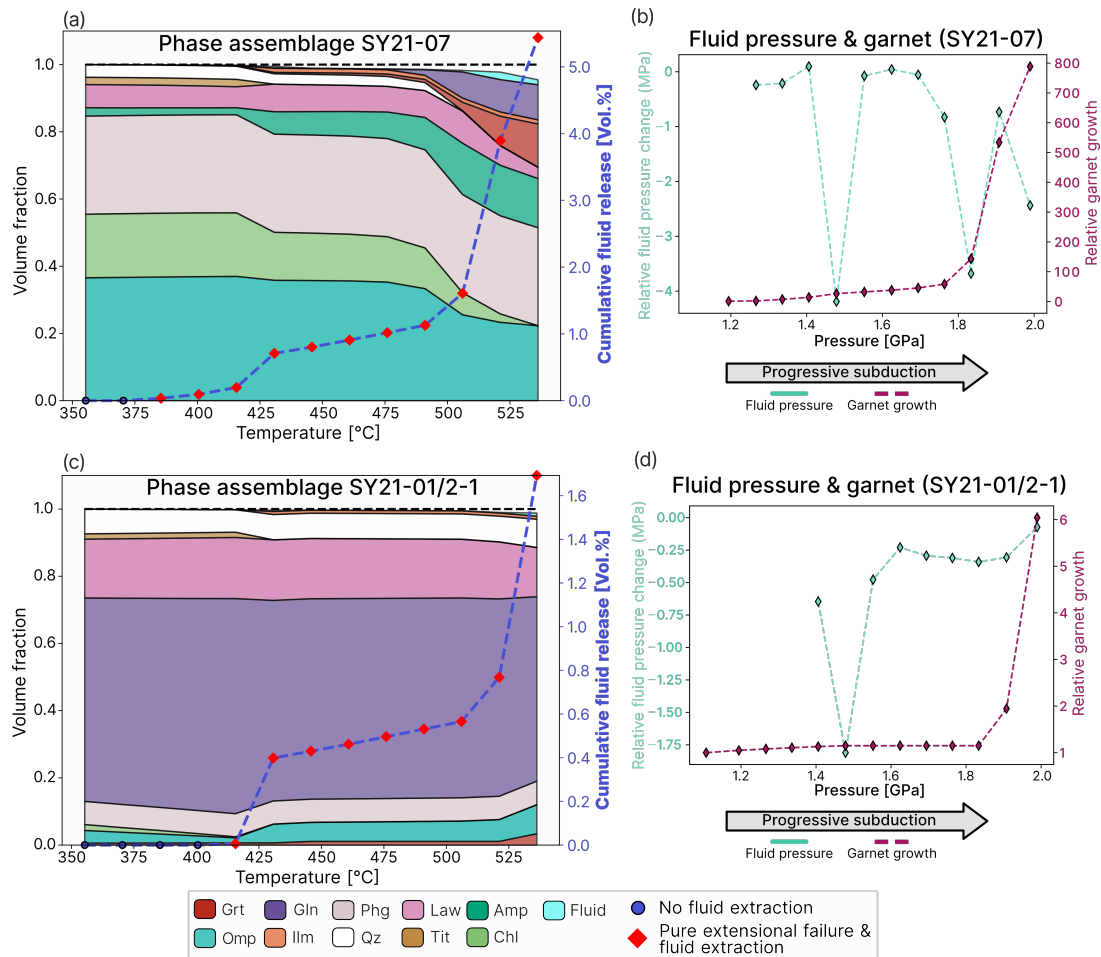 (a)
Phase assemblage SY21-07
Volume fraction
0.0
0.2
0.4
0.6
0.8
1.0
350
375
400
425
450
475
500
525
Temperature [°C]
0.0
1.0
2.0
3.0
4.0
5.0
Cumulative fluid release [Vol.%]
(b)
Fluid pressure & garnet (SY21-07)
Relative fluid pressure change (MPa)
0
−1
−2
−3
−4
1.2
1.4
1.6
1.8
2.0
Pressure [GPa]
0
100
200
300
400
500
600
700
800
Relative garnet growth
Progressive subduction
Fluid pressure
Garnet growth
(c)
Phase assemblage SY21-01/2-1
Volume fraction
0.0
0.2
0.4
0.6
0.8
1.0
350
375
400
425
450
475
500
525
Temperature [°C]
0.0
0.2
0.4
0.6
0.8
1.0
1.2
1.4
1.6
Cumulative fluid release [Vol.%]
(d)
Fluid pressure & garnet (SY21-01/2-1)
Relative fluid pressure change (MPa)
0.00
−0.25
−0.50
−0.75
−1.00
−1.25
−1.50
−1.75
1.2
1.4
1.6
1.8
2.0
Pressure [GPa]
1
2
3
4
5
6
Relative garnet growth
Progressive subduction
Fluid pressure
Garnet growth
Grt
Gln
Phg
Law
Amp
Fluid
No fluid extraction
Omp
Ilm
Qz
Tit
Chl
Pure extensional failure &
fluid extraction